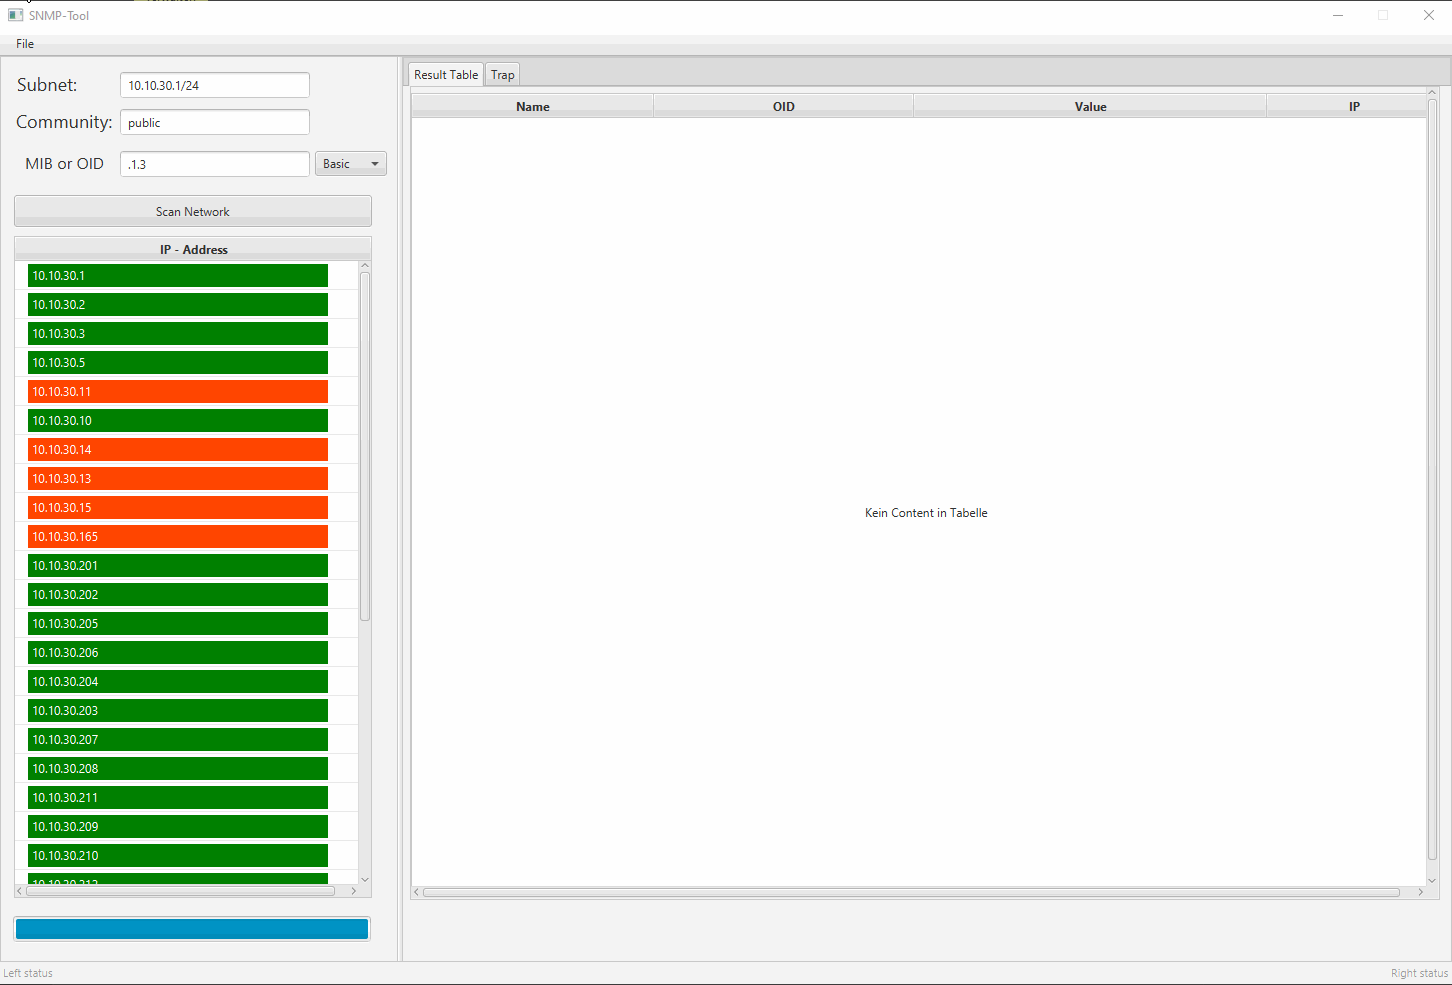 SNMP-Tool
File
Subnet:
10.10.30.1/24
Community:
public
MIB or OID
.1.3
Basic
Scan Network
IP - Address
10.10.30.1
10.10.30.2
10.10.30.3
10.10.30.5
10.10.30.11
10.10.30.10
10.10.30.14
10.10.30.13
10.10.30.15
10.10.30.165
10.10.30.201
10.10.30.202
10.10.30.205
10.10.30.206
10.10.30.204
10.10.30.203
10.10.30.207
10.10.30.208
10.10.30.211
10.10.30.209
10.10.30.210
Result Table Trap
Name OID Value IP
Kein Content in Tabelle
Left status
Right status